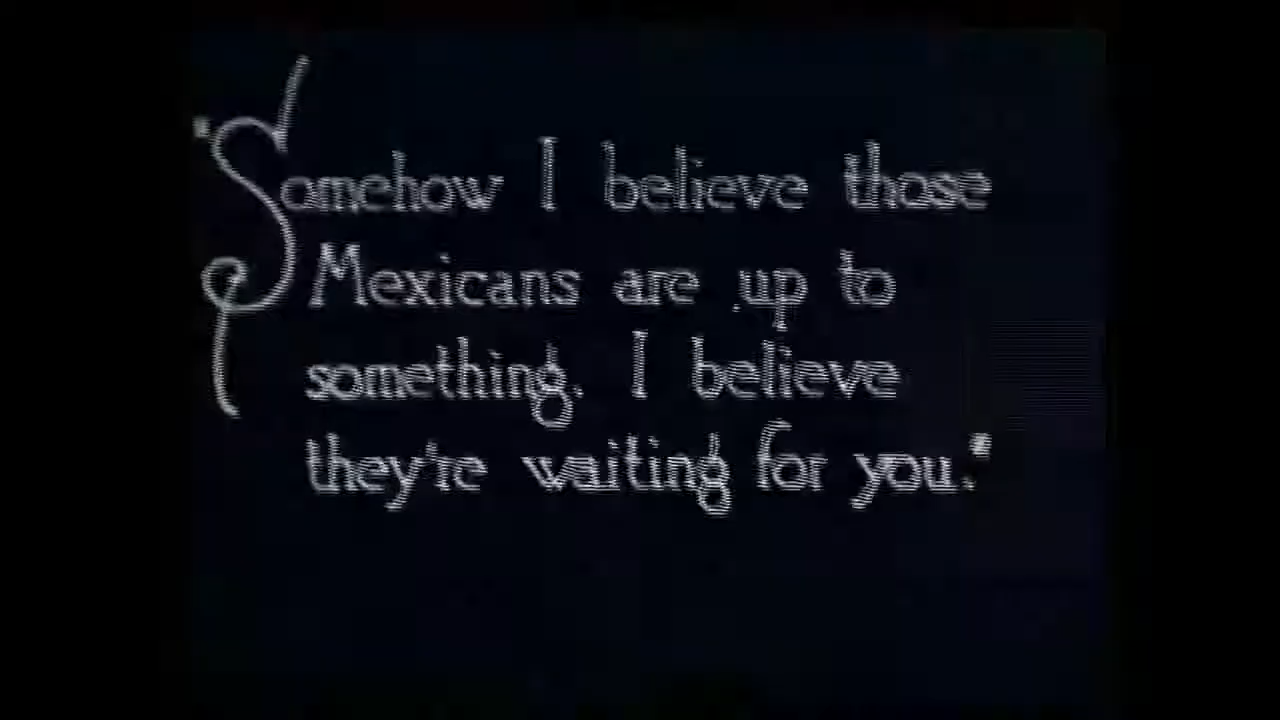 "Somehow I believe those
Mexicans are up to
something. I believe
they're waiting for you."